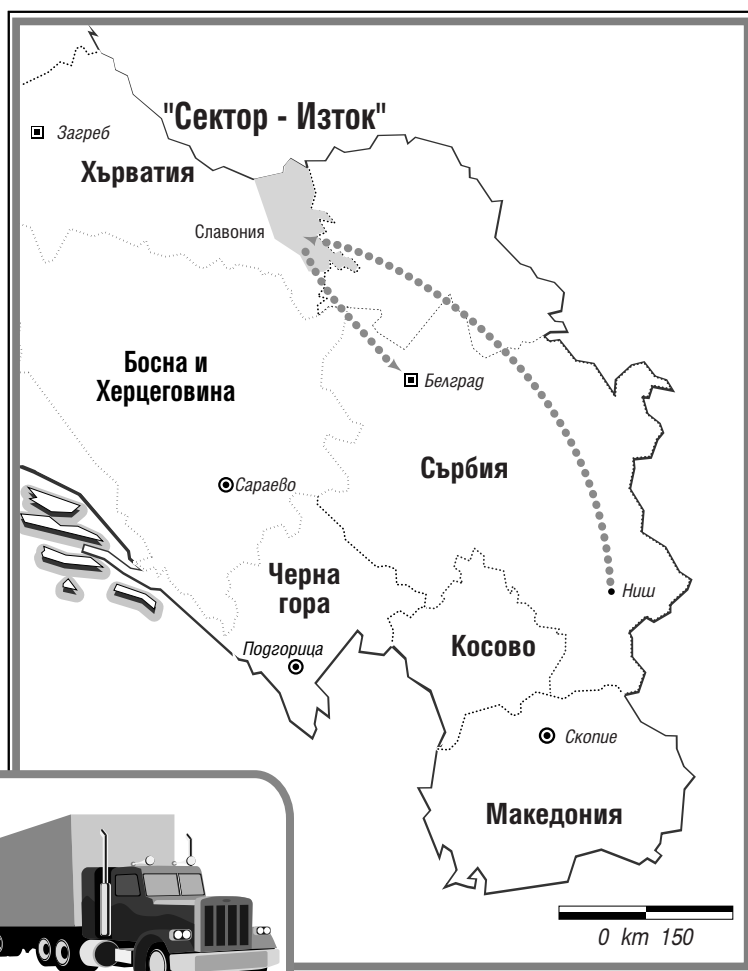 "Сектор - Изток"
Загреб
Хърватия
Славония
Босна и
Херцеговина
Белград
Сърбия
Сараево
Черна
гора
Ниш
Косово
Подгорица
Скопие
Македония
0 km 150